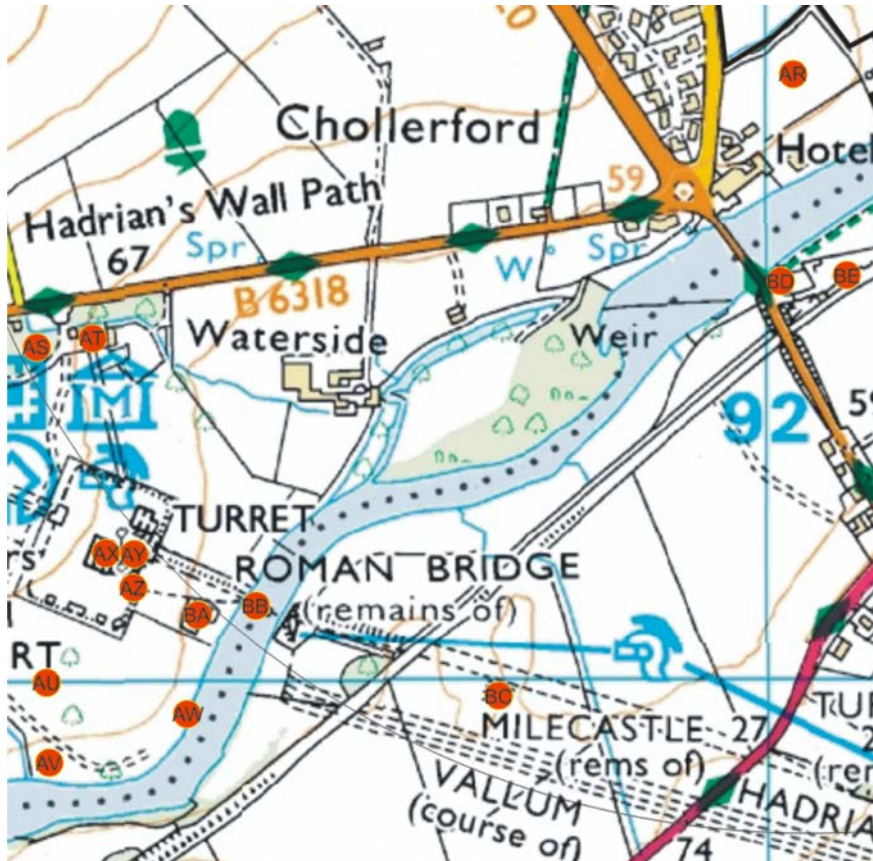 AR
Chollerford
Hotel
59
Hadrian's Wall Path
67
Spr
W
Spr
B 6318
BD
BE
AS
AT
Waterside
Weir
M
92
TURRET
AX
AY
ROMAN BRIDGE
(remains of)
AZ
BA
BB
RT
AU
BC
AW
MILECASTLE 27
(rems of)
AV
VALLUM
(course of)
HADRIA
74